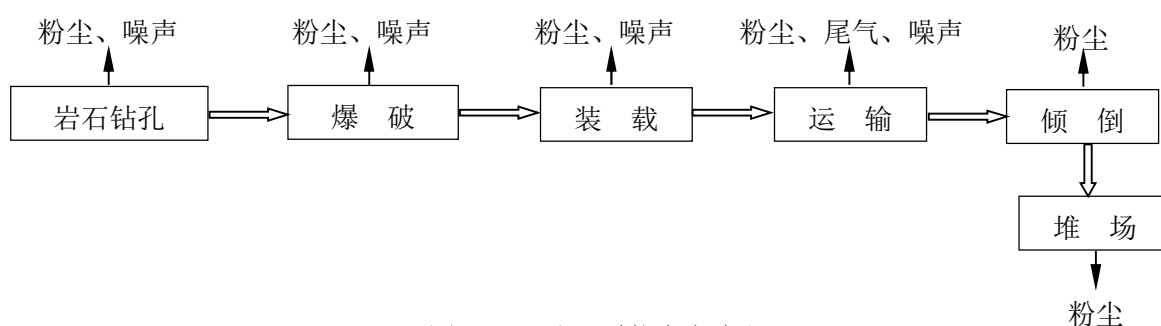 粉尘、噪声 粉尘、噪声 粉尘、噪声 粉尘、尾气、噪声 粉尘
岩石钻孔 爆 破 装 载 运 输 倾 倒
堆 场
粉尘